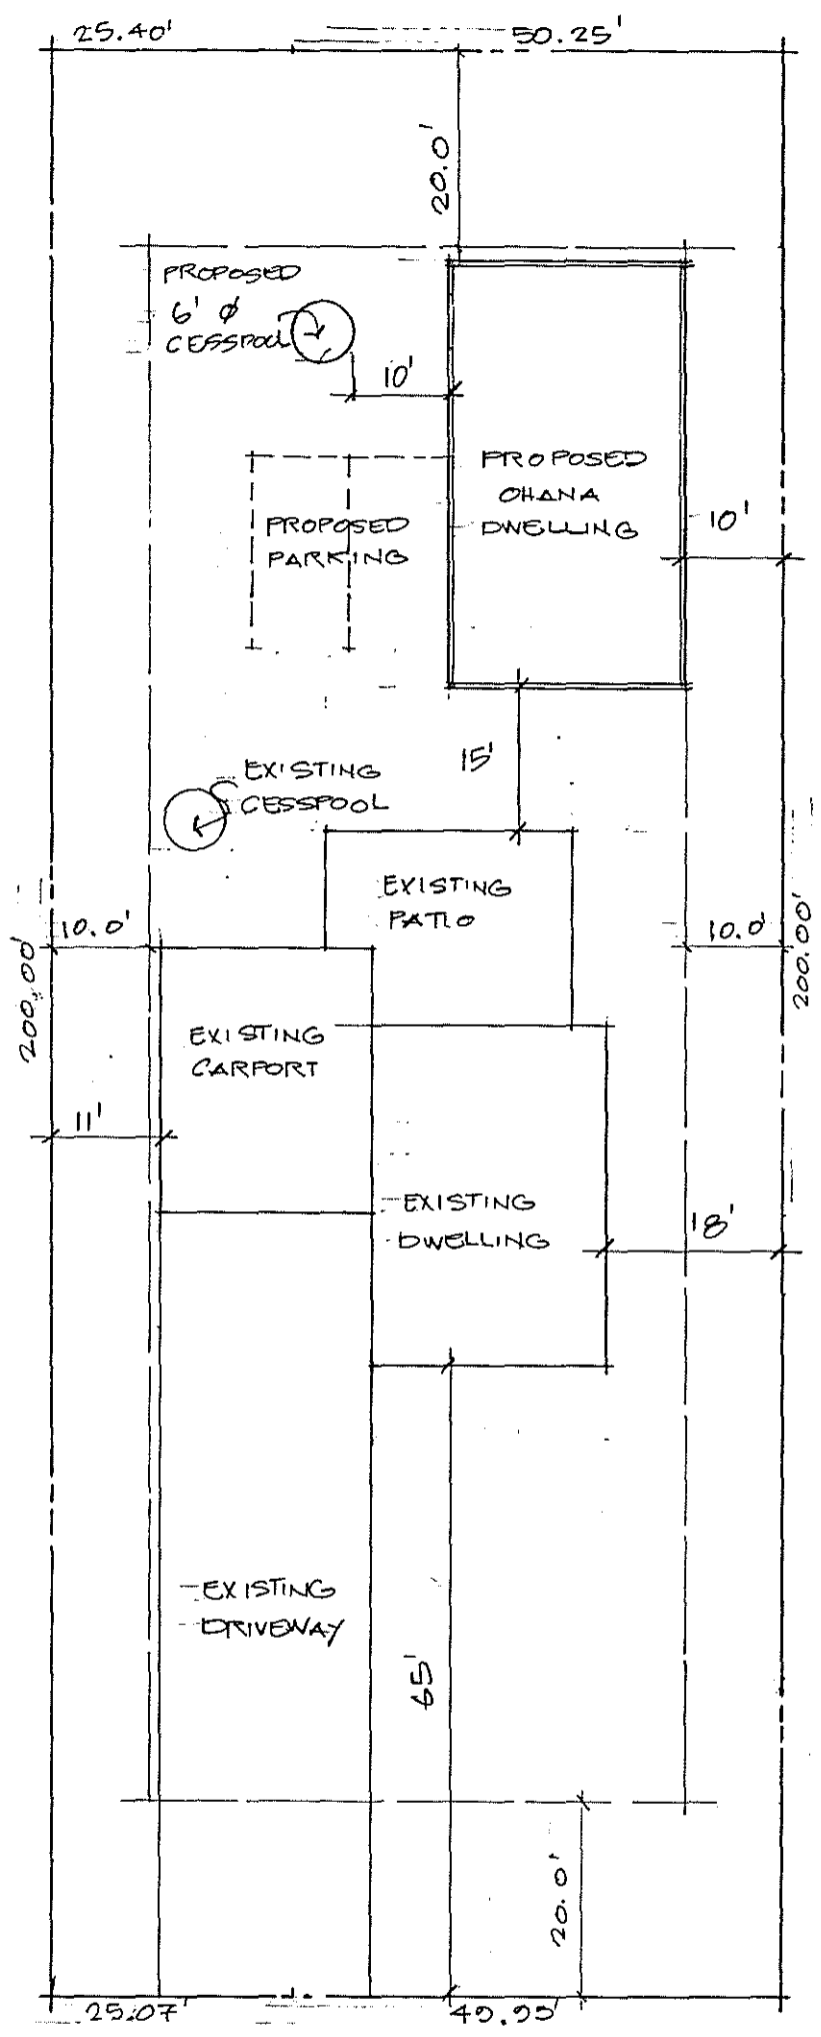 25.40'
50.25'
20.0'
PROPOSED
6' Ø
CESSPOOL
10'
PROPOSED
OHANA
DWELLING
PROPOSED
PARKING
10'
15'
EXISTING
CESSPOOL
EXISTING
PATIO
10.0'
10.0'
200.00'
200.00'
EXISTING
CARPORT
11'
EXISTING
DWELLING
18'
EXISTING
DRIVEWAY
65'
20.0'
25.07'
49.95'